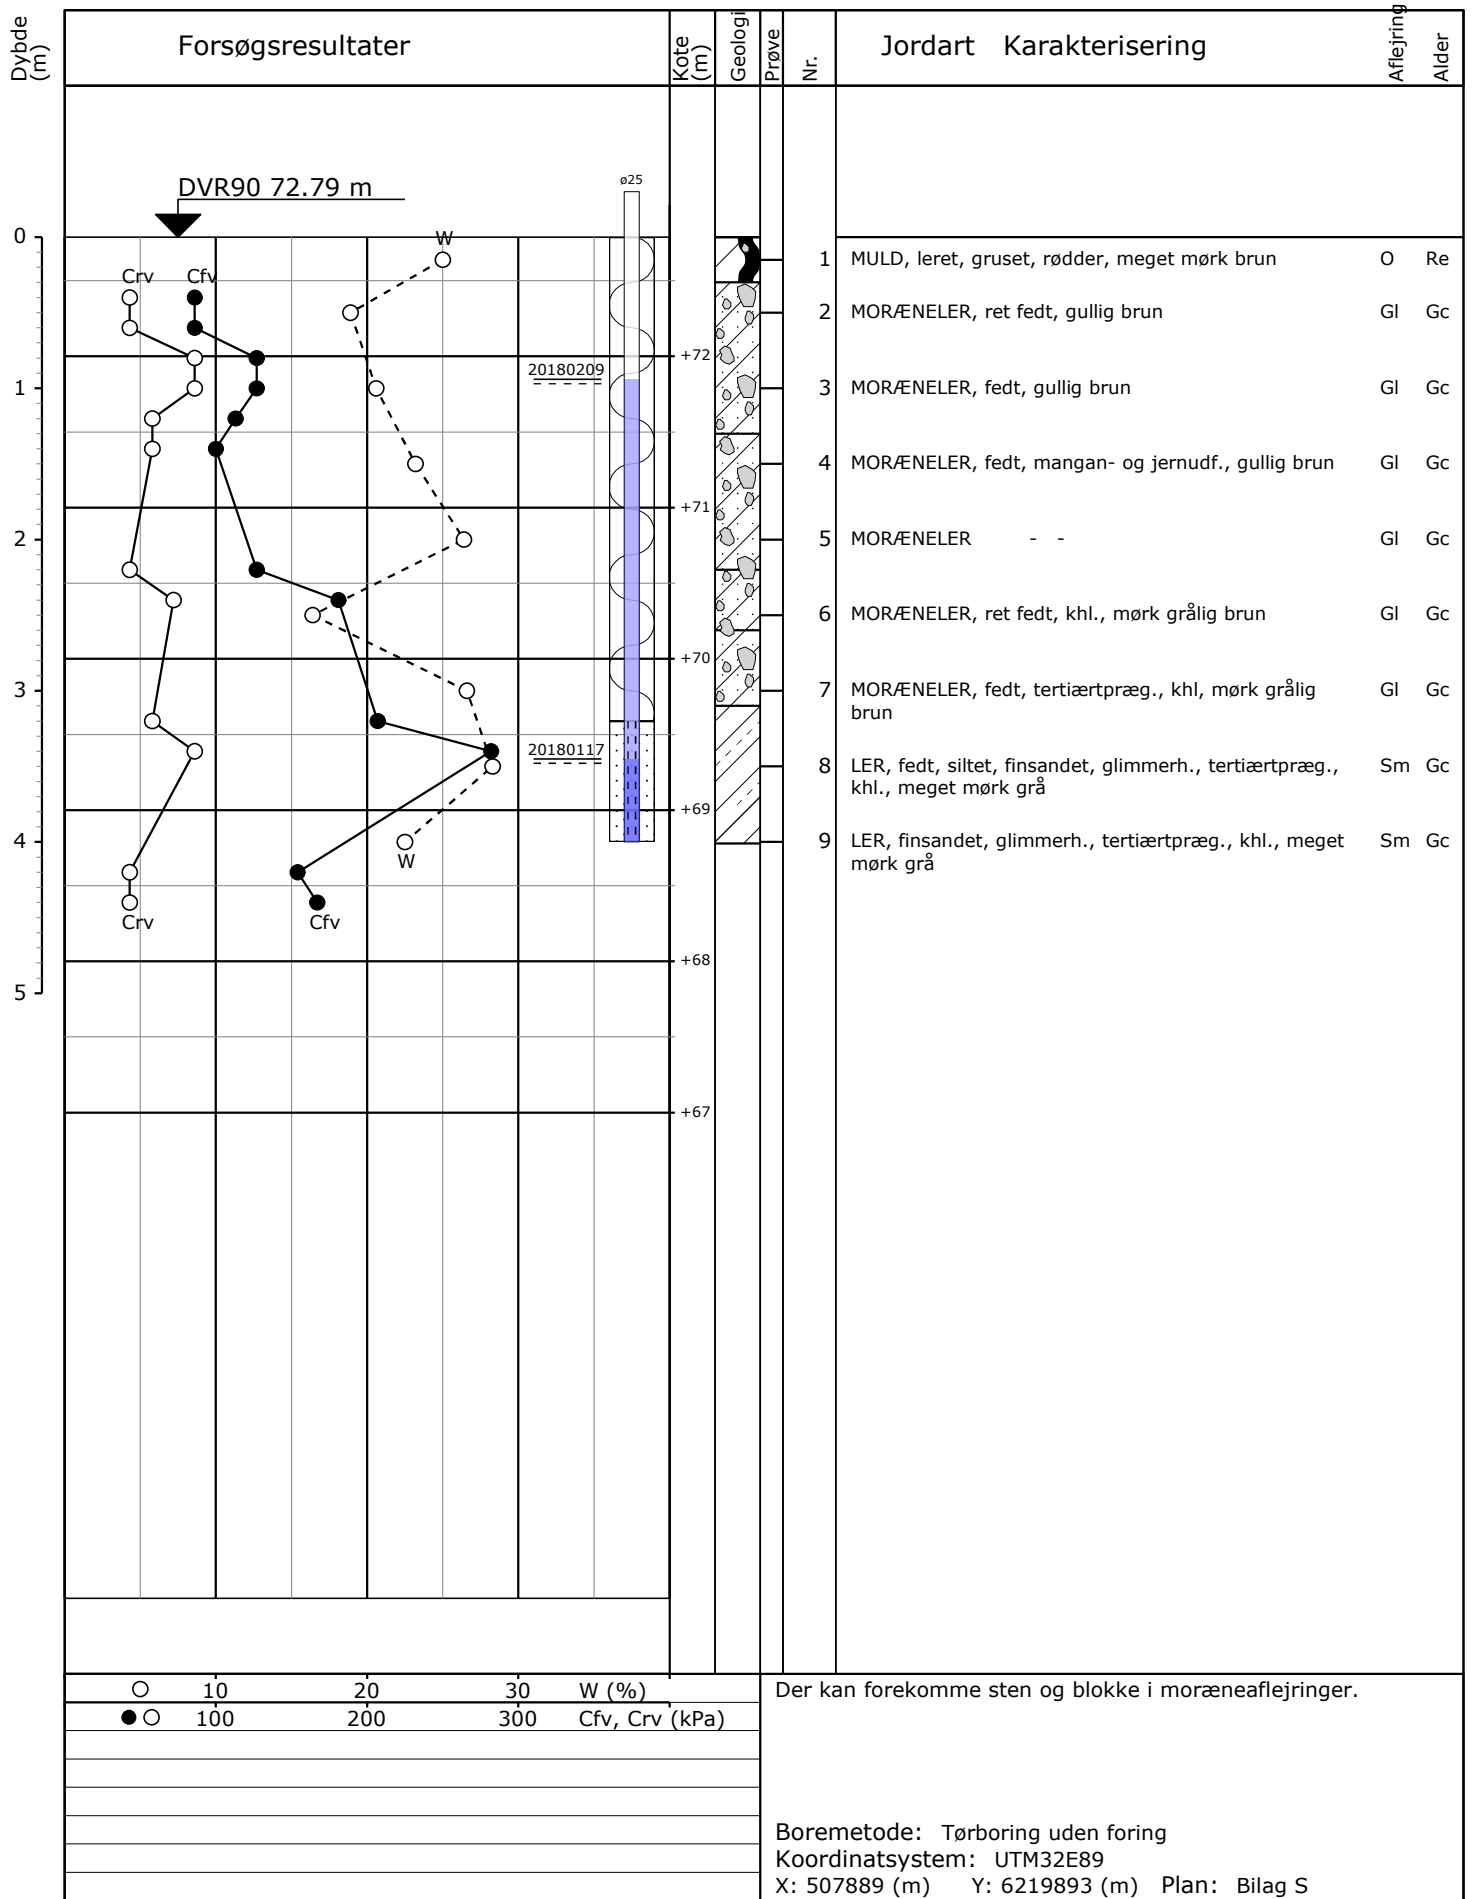 Dybde (m)
Forsøgsresultater
Kote (m)
Geologi
Prøve
Nr.
Jordart Karakterisering
Aflejring
Alder
DVR90 72.79 m
ø25
0
W
Crv
Cfv
1 MULD, leret, gruset, rødder, meget mørk brun O Re
2 MORÆNELER, ret fedt, gullig brun Gl Gc
+72
20180209
1
3 MORÆNELER, fedt, gullig brun Gl Gc
4 MORÆNELER, fedt, mangan- og jernudf., gullig brun Gl Gc
+71
2
5 MORÆNELER - - Gl Gc
6 MORÆNELER, ret fedt, khl., mørk grålig brun Gl Gc
+70
3
7 MORÆNELER, fedt, tertiærtpræg., khl, mørk grålig Gl Gc
brun
20180117
8 LER, fedt, siltet, finsandet, glimmerh., tertiærtpræg., Sm Gc
khl., meget mørk grå
+69
4
9 LER, finsandet, glimmerh., tertiærtpræg., khl., meget Sm Gc
mørk grå
W
Crv
Cfv
+68
5
+67
10 20 30 W (%)
100 200 300 Cfv, Crv (kPa)
Der kan forekomme sten og blokke i moræneaflejringer.
Boremetode: Tørboring uden foring
Koordinatsystem: UTM32E89
X: 507889 (m) Y: 6219893 (m) Plan: Bilag S